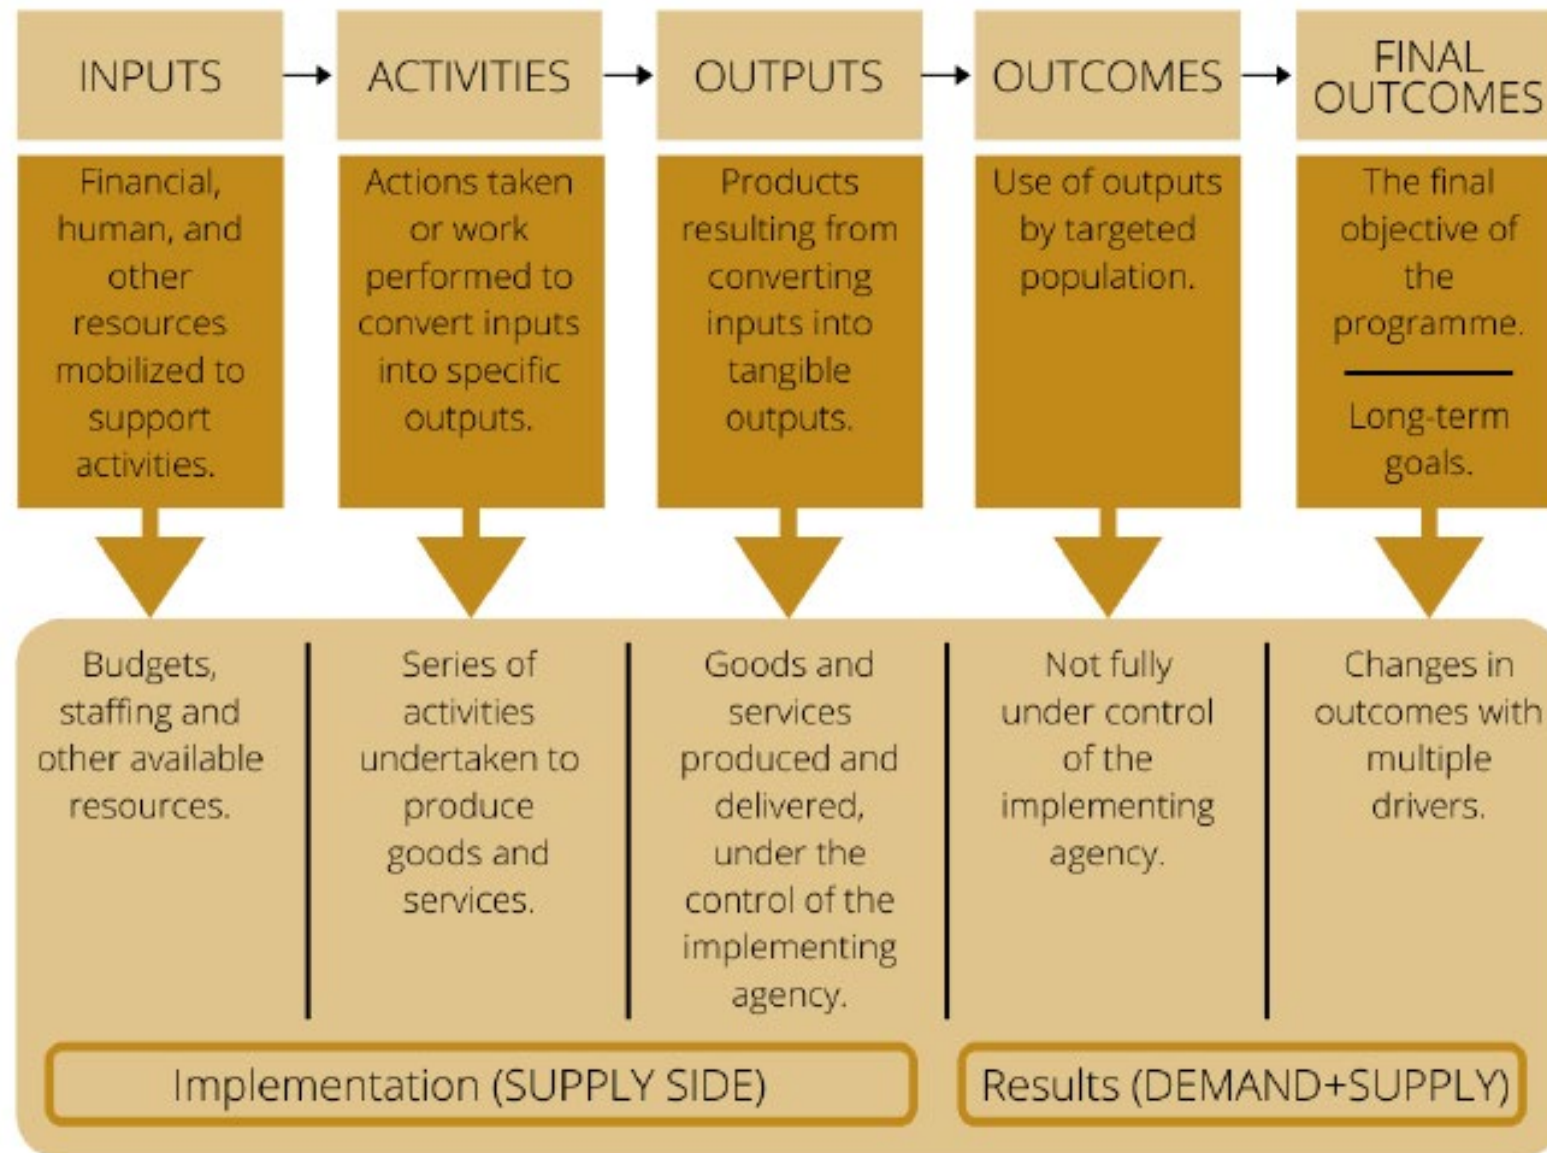 INPUTS
ACTIVITIES
OUTPUTS
OUTCOMES
FINAL
OUTCOMES
Financial,
human, and
other
resources
mobilized to
support
activities.
Actions taken
or work
performed to
convert inputs
into specific
outputs.
Products
resulting from
converting
inputs into
tangible
outputs.
Use of outputs
by targeted
population.
The final
objective of
the
programme.
Long-term
goals.
Budgets,
staffing and
other available
resources.
Series of
activities
undertaken to
produce
goods and
services.
Goods and
services
produced and
delivered,
under the
control of the
implementing
agency.
Not fully
under control
of the
implementing
agency.
Changes in
outcomes with
multiple
drivers.
Implementation (SUPPLY SIDE)
Results (DEMAND+SUPPLY)